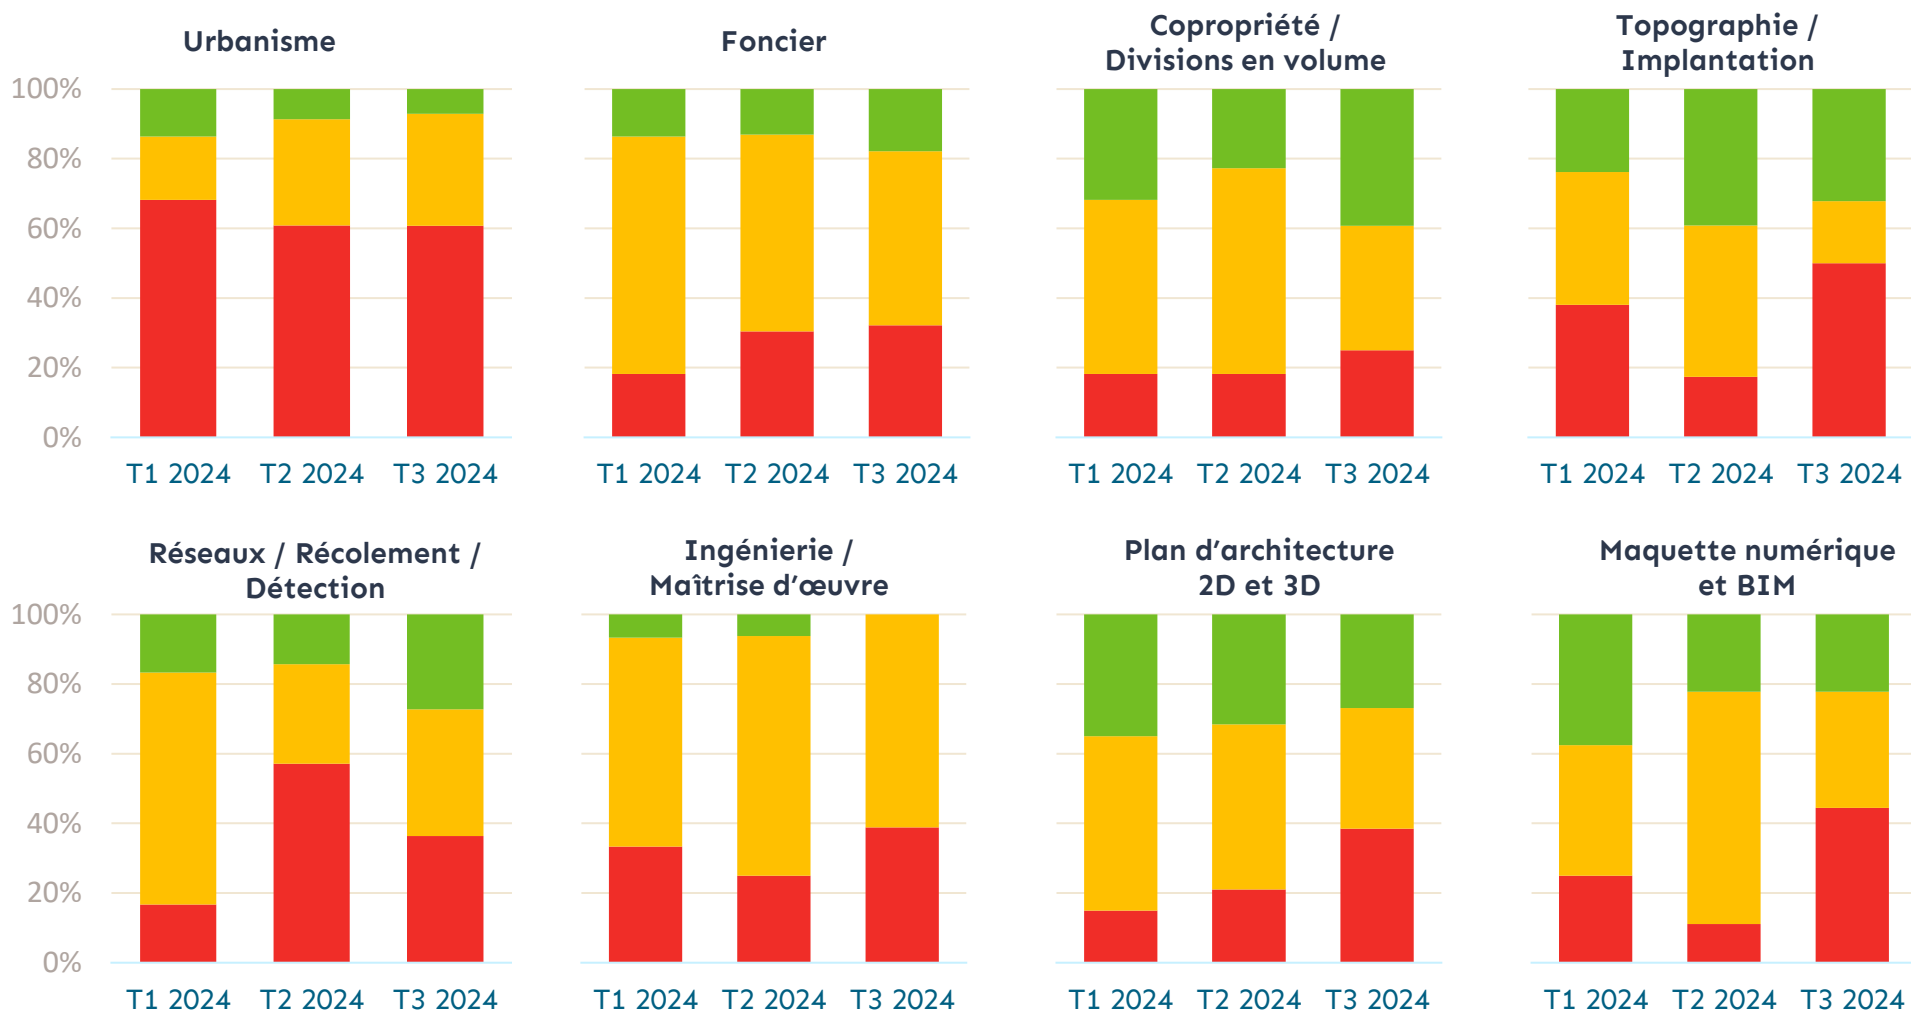 Urbanisme
Foncier
Copropriété /
Divisions en volume
Topographie /
Implantation
100%
80%
60%
40%
20%
0%
T1 2024 T2 2024 T3 2024
T1 2024 T2 2024 T3 2024
T1 2024 T2 2024 T3 2024
T1 2024 T2 2024 T3 2024
Réseaux / Récolement /
Détection
Ingénierie /
Maîtrise d’œuvre
Plan d’architecture
2D et 3D
Maquette numérique
et BIM
100%
80%
60%
40%
20%
0%
T1 2024 T2 2024 T3 2024
T1 2024 T2 2024 T3 2024
T1 2024 T2 2024 T3 2024
T1 2024 T2 2024 T3 2024